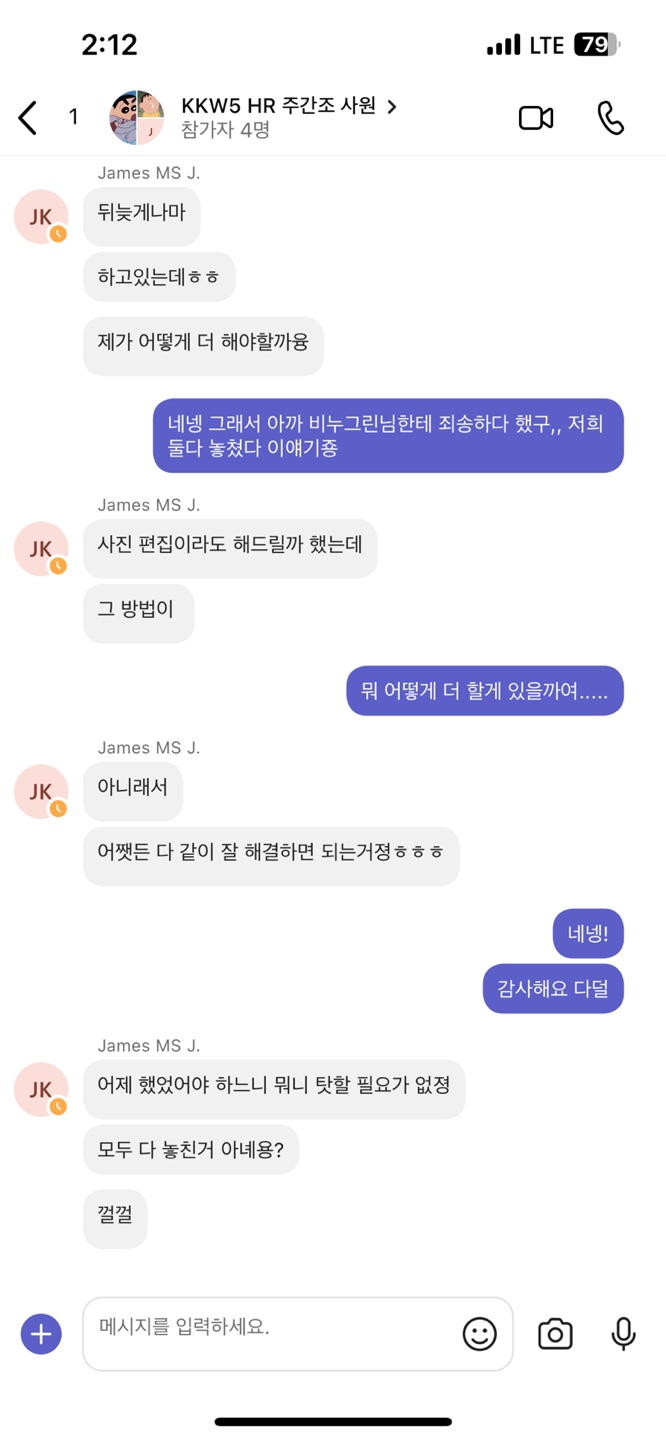 2:12
LTE 79
1
KKW5 HR 주간조 사원
참가자 4명
J
James MS J.
JK
뒤늦게나마
하고있는데ㅎㅎ
제가 어떻게 더 해야할까융
네넹 그래서 아까 비누그린님한테 죄송하다 했구,, 저희
둘다 놓쳤다 이얘기죵
James MS J.
JK
사진 편집이라도 해드릴까 했는데
그 방법이
뭐 어떻게 더 할게 있을까여.....
James MS J.
JK
아니래서
어쨋든 다 같이 잘 해결하면 되는거졍ㅎㅎㅎ
네넹!
감사해요 다덜
James MS J.
JK
어제 했었어야 하느니 뭐니 탓할 필요가 없졍
모두 다 놓친거 아녜용?
껄껄
메시지를 입력하세요.